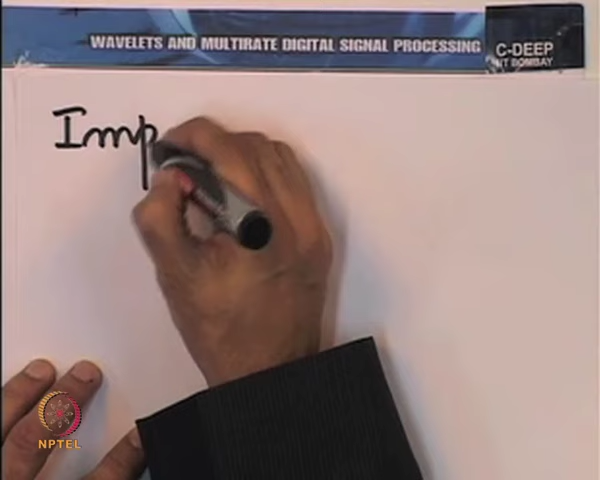 WAVELETS AND MULTIRATE DIGITAL SIGNAL PROCESSING
C-DEEP
IIT BOMBAY
Imp
NPTEL